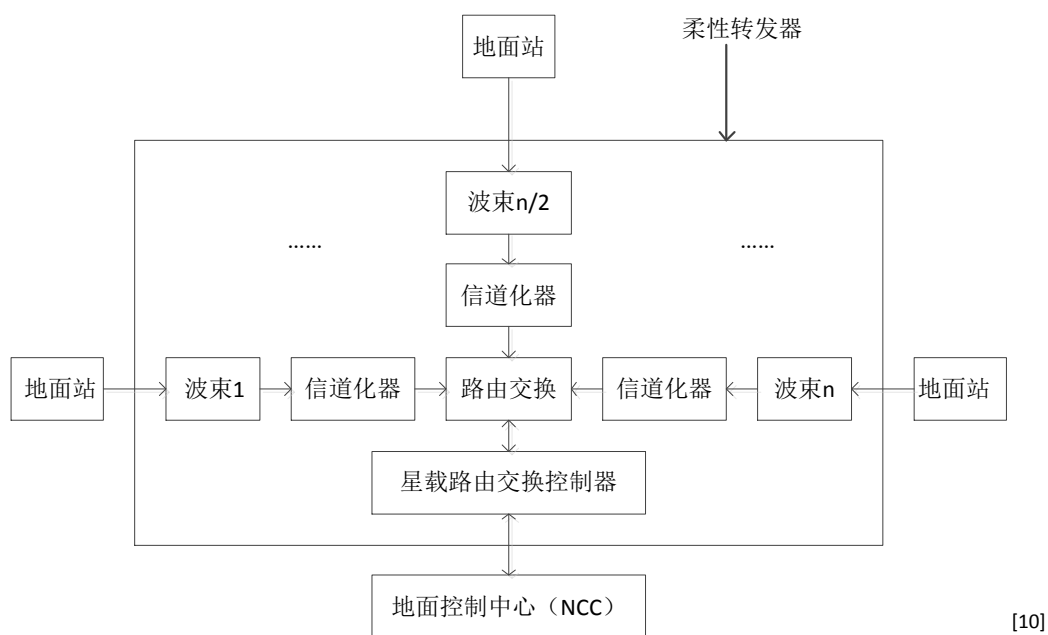 地面站
柔性转发器
波束n/2
……
……
信道化器
地面站
波束1
信道化器
路由交换
信道化器
波束n
地面站
星载路由交换控制器
地面控制中心（NCC）
[10]